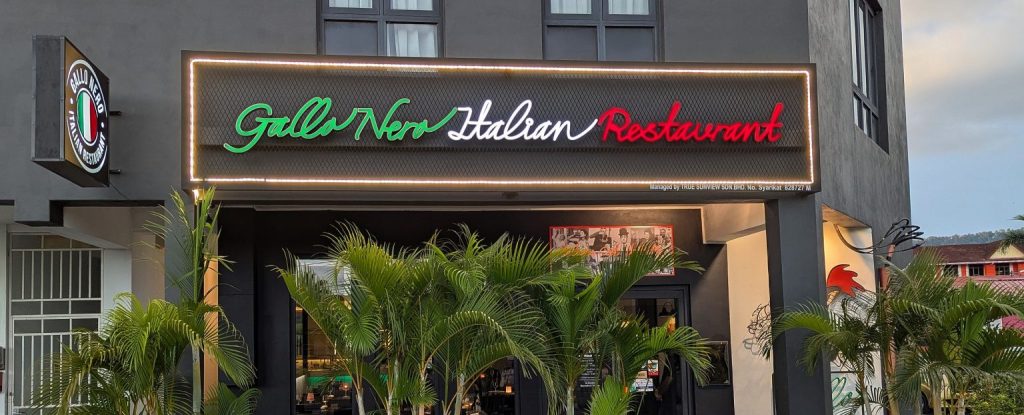 GALLO NERO
ITALIAN RESTAURANT
Gallo Nero Italian Restaurant
Managed by TRUE SUNVIEW SDN.BHD. No. Syarikat 828727 M